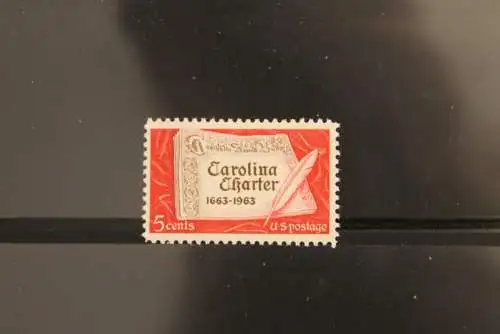 Carolina
Charter
1663-1963
5 cents
U·S·postage